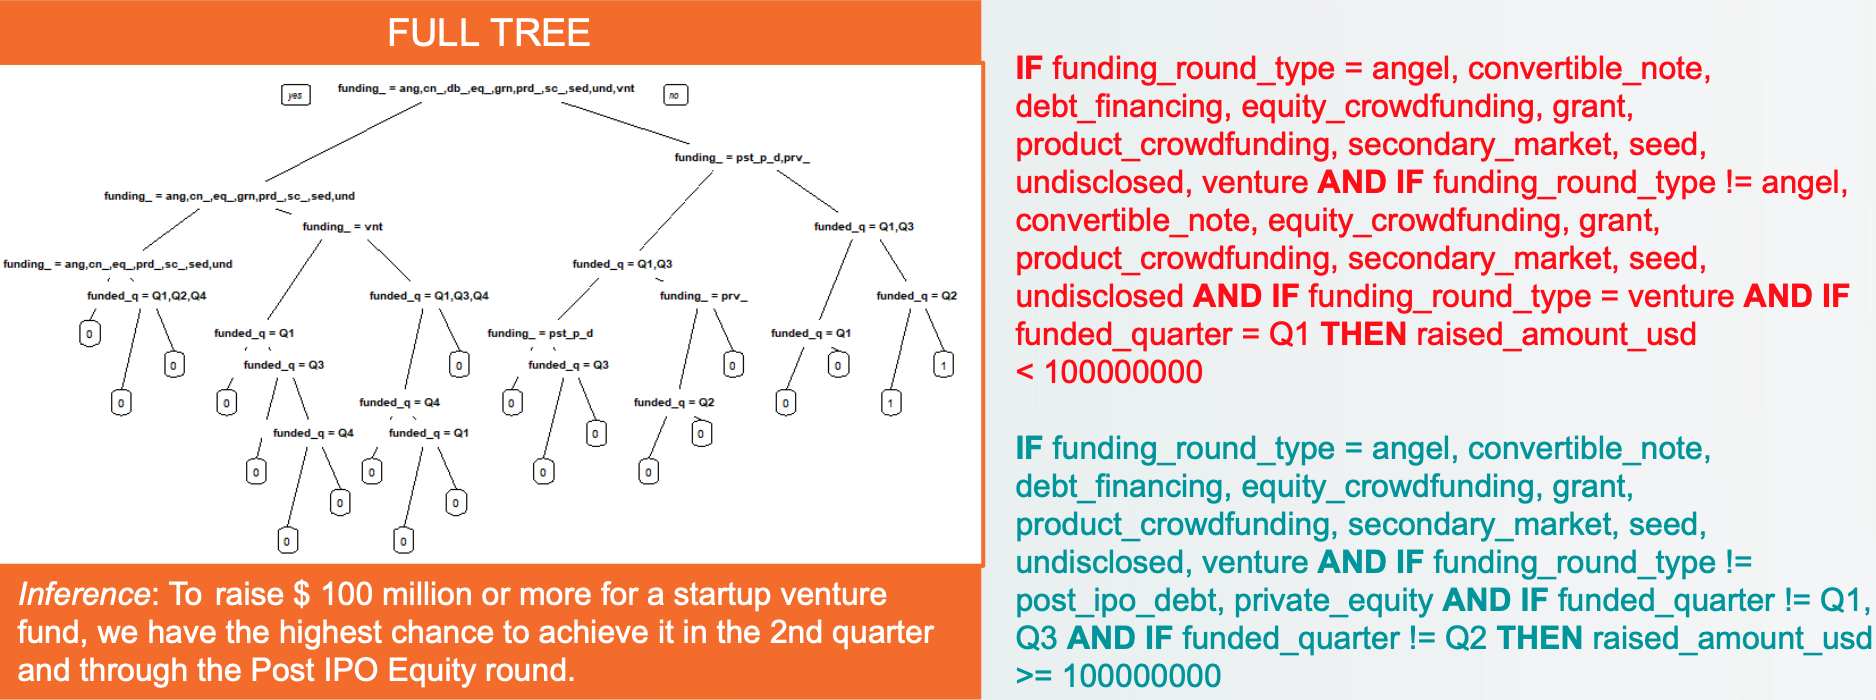 FULL TREE
yes
funding_ = ang,cn_,db_,eq_,grn,prd_,sc_,sed,und,vnt
no
funding_ = pst_p_d,prv_
funding_ = ang,cn_,eq_,grn,prd_,sc_,sed,und
funding_ = vnt
funded_q = Q1,Q3
funding_ = ang,cn_,eq_,prd_,sc_,sed,und
funded_q = Q1,Q3
funded_q = Q1,Q2,Q4
funded_q = Q1,Q3,Q4
funding_ = prv_
funded_q = Q2
0
funded_q = Q1
funding_ = pst_p_d
funded_q = Q1
0
funded_q = Q3
0
funded_q = Q3
0
0
1
0
0
funded_q = Q4
0
funded_q = Q2
0
1
funded_q = Q4
funded_q = Q1
0
0
0
0
0
0
0
0
0
0
Inference: To raise $ 100 million or more for a startup venture
fund, we have the highest chance to achieve it in the 2nd quarter
and through the Post IPO Equity round.
IF funding_round_type = angel, convertible_note,
debt_financing, equity_crowdfunding, grant,
product_crowdfunding, secondary_market, seed,
undisclosed, venture AND IF funding_round_type != angel,
convertible_note, equity_crowdfunding, grant,
product_crowdfunding, secondary_market, seed,
undisclosed AND IF funding_round_type = venture AND IF
funded_quarter = Q1 THEN raised_amount_usd
< 100000000
IF funding_round_type = angel, convertible_note,
debt_financing, equity_crowdfunding, grant,
product_crowdfunding, secondary_market, seed,
undisclosed, venture AND IF funding_round_type !=
post_ipo_debt, private_equity AND IF funded_quarter != Q1,
Q3 AND IF funded_quarter != Q2 THEN raised_amount_usd
>= 100000000